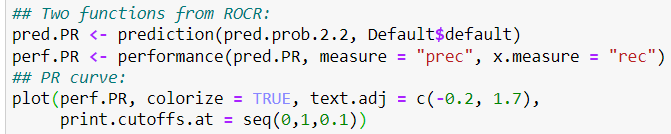 ## Two functions from ROCR:
pred.PR <- prediction(pred.prob.2.2, Default$default)
perf.PR <- performance(pred.PR, measure = "prec", x.measure = "rec")
## PR curve:
plot(perf.PR, colorize = TRUE, text.adj = c(-0.2, 1.7),
     print.cutoffs.at = seq(0,1,0.1))